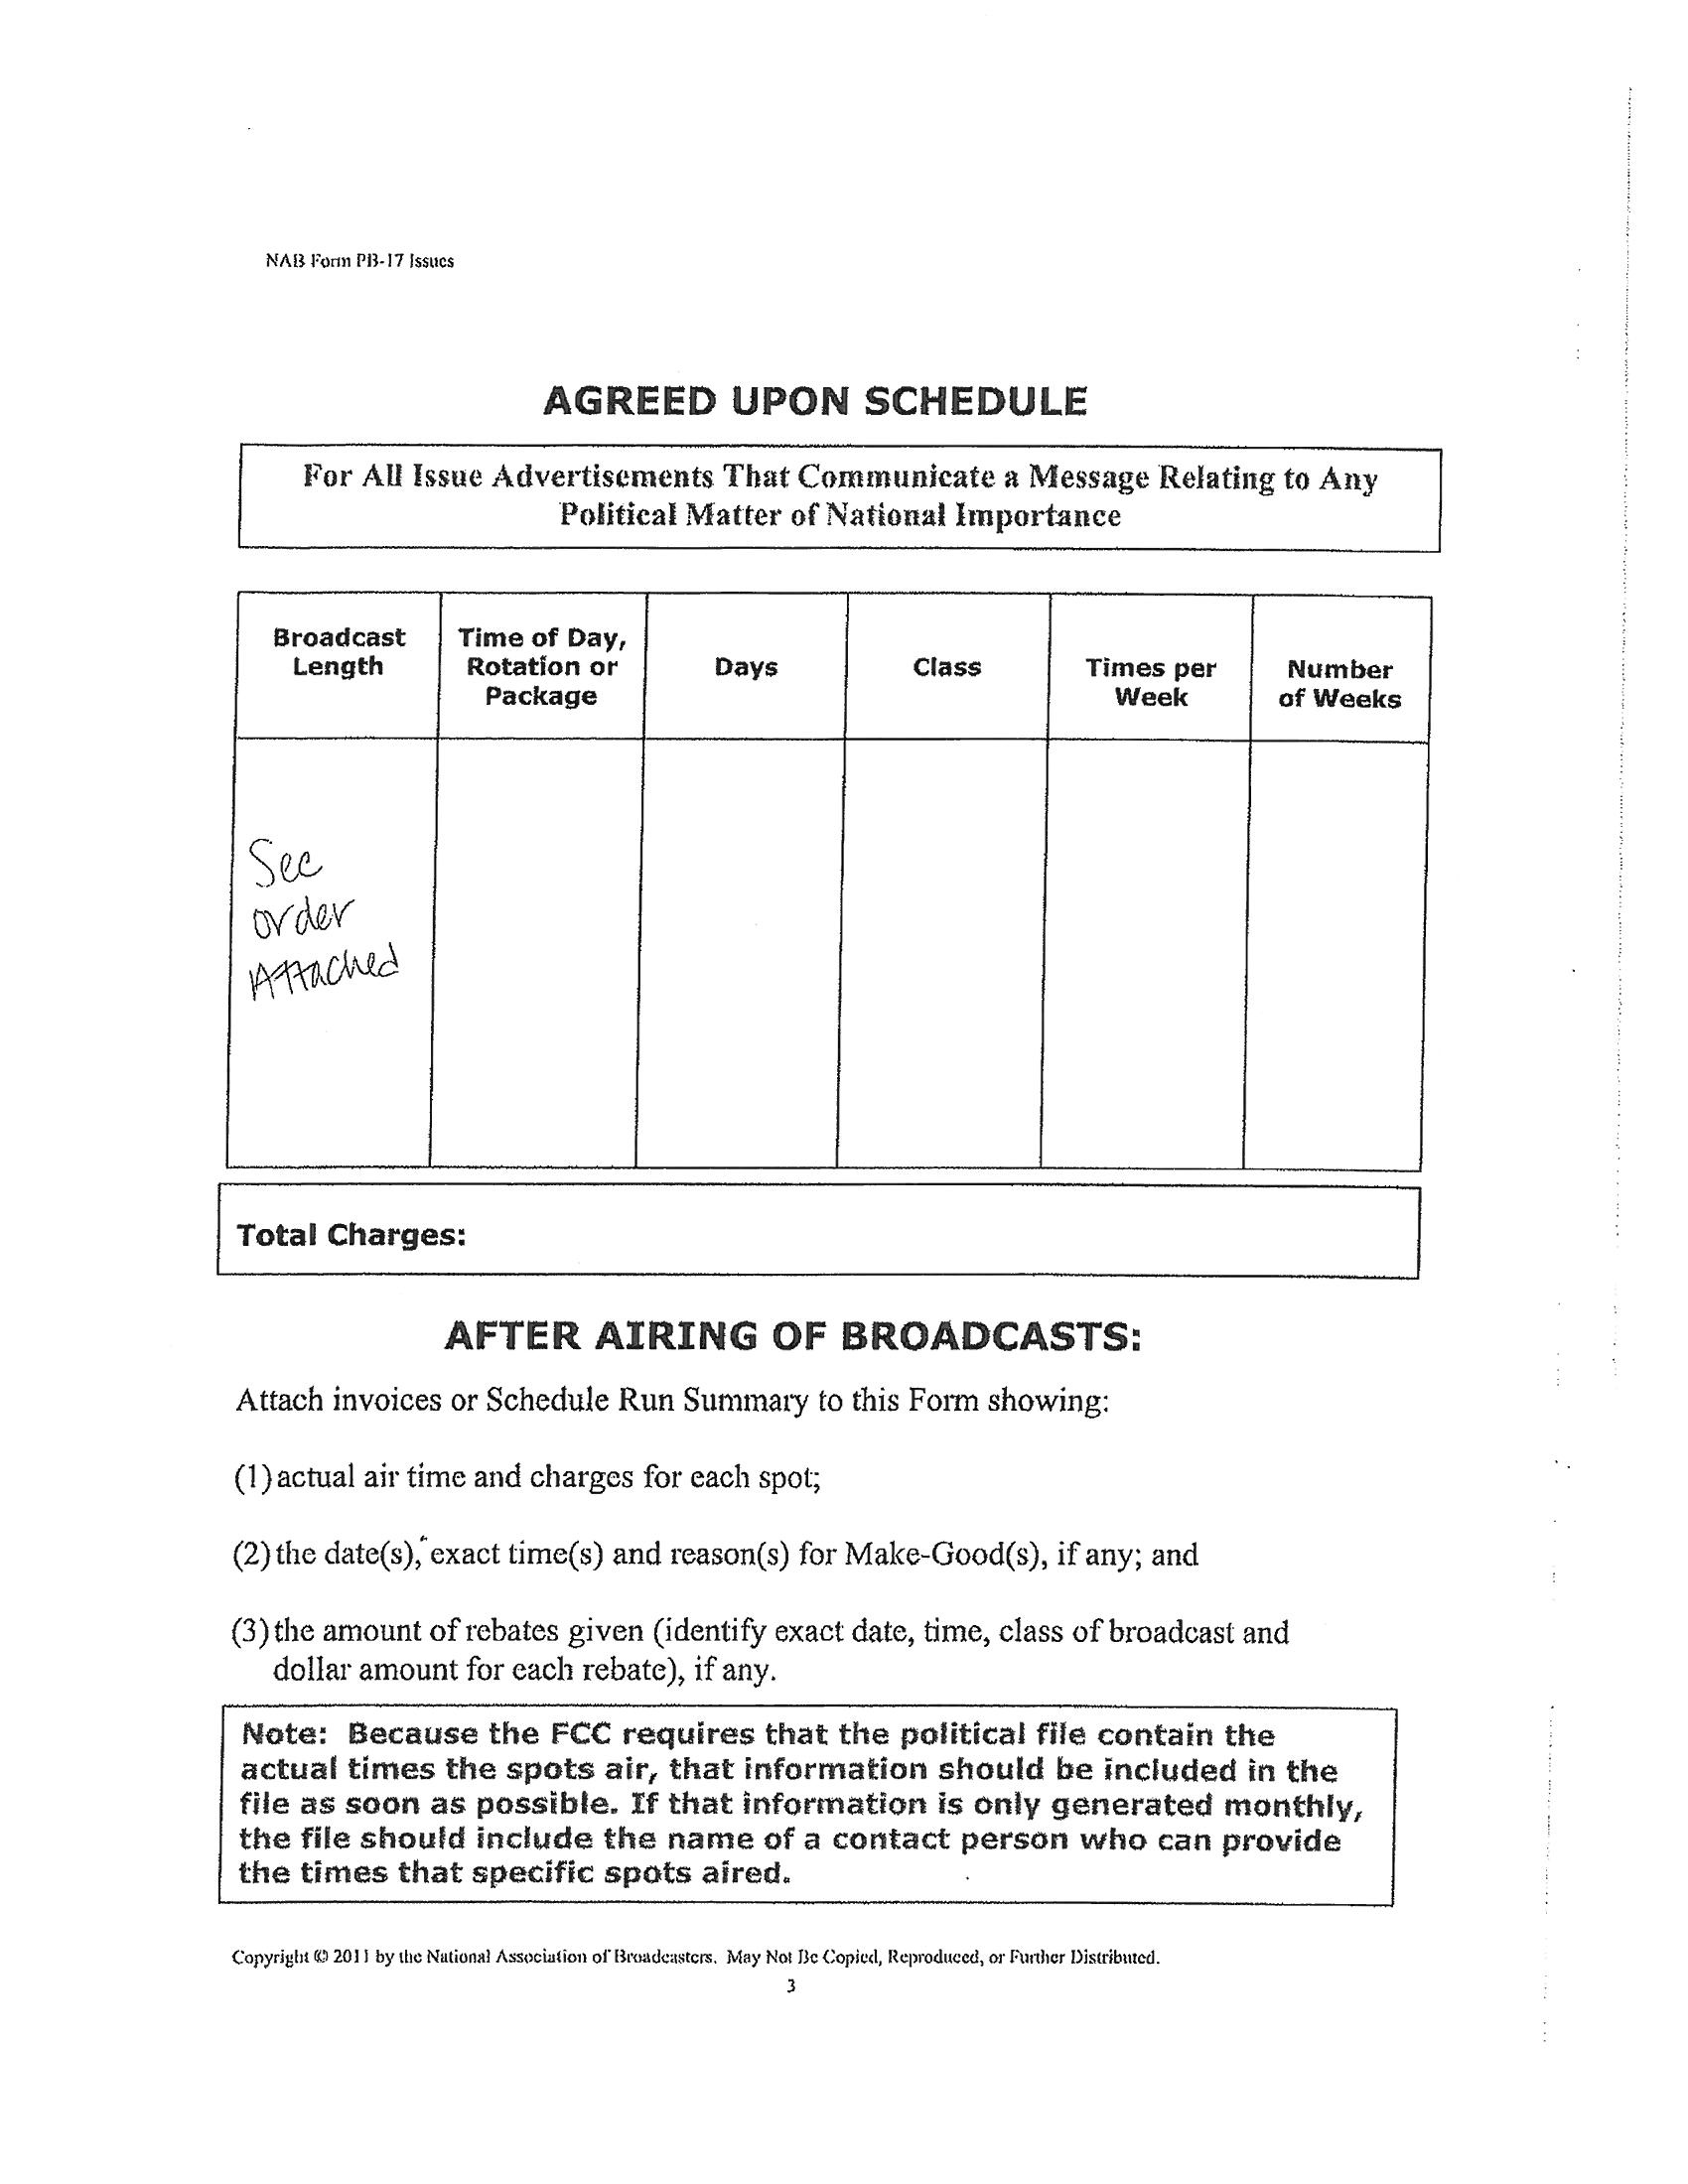 NAB Form PB-17 Issues
AGREED UPON SCHEDULE
For All Issue Advertisements That Communicate a Message Relating to Any
Political Matter of National Importance
Broadcast
Length
Time of Day,
Rotation or
Package
Days
Class
Times per
Week
Number
of Weeks
See
order
Attached
Total Charges:
AFTER AIRING OF BROADCASTS:
Attach invoices or Schedule Run Summary to this Form showing:
(1) actual air time and charges for each spot;
(2) the date(s), exact time(s) and reason(s) for Make-Good(s), if any; and
(3) the amount of rebates given (identify exact date, time, class of broadcast and
dollar amount for each rebate), if any.
Note: Because the FCC requires that the political file contain the
actual times the spots air, that information should be included in the
file as soon as possible. If that information is only generated monthly,
the file should include the name of a contact person who can provide
the times that specific spots aired.
Copyright © 2011 by the National Association of Broadcasters. May Not Be Copied, Reproduced, or Further Distributed.
3